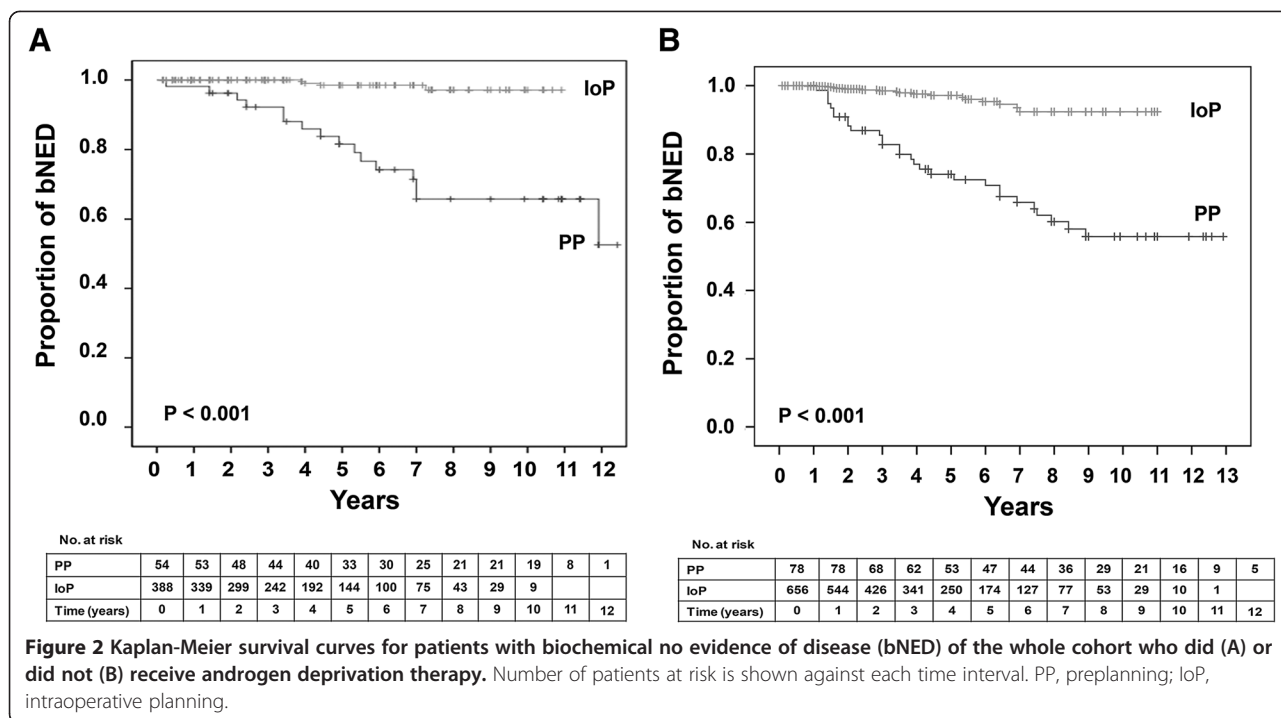 A
Proportion of bNED
1.0
0.8
0.6
0.4
0.2
0.0
IoP
PP
P < 0.001
0 1 2 3 4 5 6 7 8 9 10 11 12
Years
No. at risk
PP 54 53 48 44 40 33 30 25 21 21 19 8 1
IoP 388 339 299 242 192 144 100 75 43 29 9
Time (years) 0 1 2 3 4 5 6 7 8 9 10 11 12
B
Proportion of bNED
1.0
0.8
0.6
0.4
0.2
0.0
IoP
PP
P < 0.001
0 1 2 3 4 5 6 7 8 9 10 11 12 13
Years
No. at risk
PP 78 78 68 62 53 47 44 36 29 21 16 9 5
IoP 656 544 426 341 250 174 127 77 53 29 10 1
Time (years) 0 1 2 3 4 5 6 7 8 9 10 11 12
Figure 2 Kaplan-Meier survival curves for patients with biochemical no evidence of disease (bNED) of the whole cohort who did (A) or
did not (B) receive androgen deprivation therapy. Number of patients at risk is shown against each time interval. PP, preplanning; IoP,
intraoperative planning.